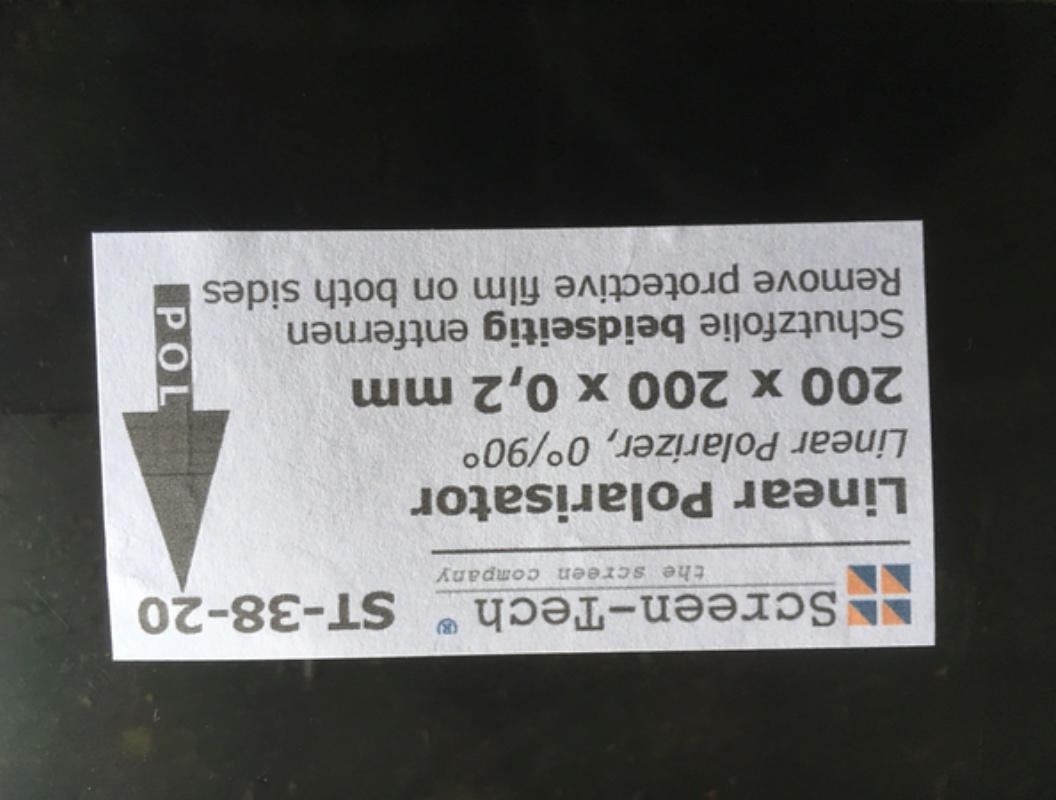 Screen-Tech ® ST-38-20
the screen company
Linear Polarisator
Linear Polarizer, 0°/90°
200 x 200 x 0,2 mm
Schutzfolie beidseitig entfernen
Remove protective film on both sides
POL